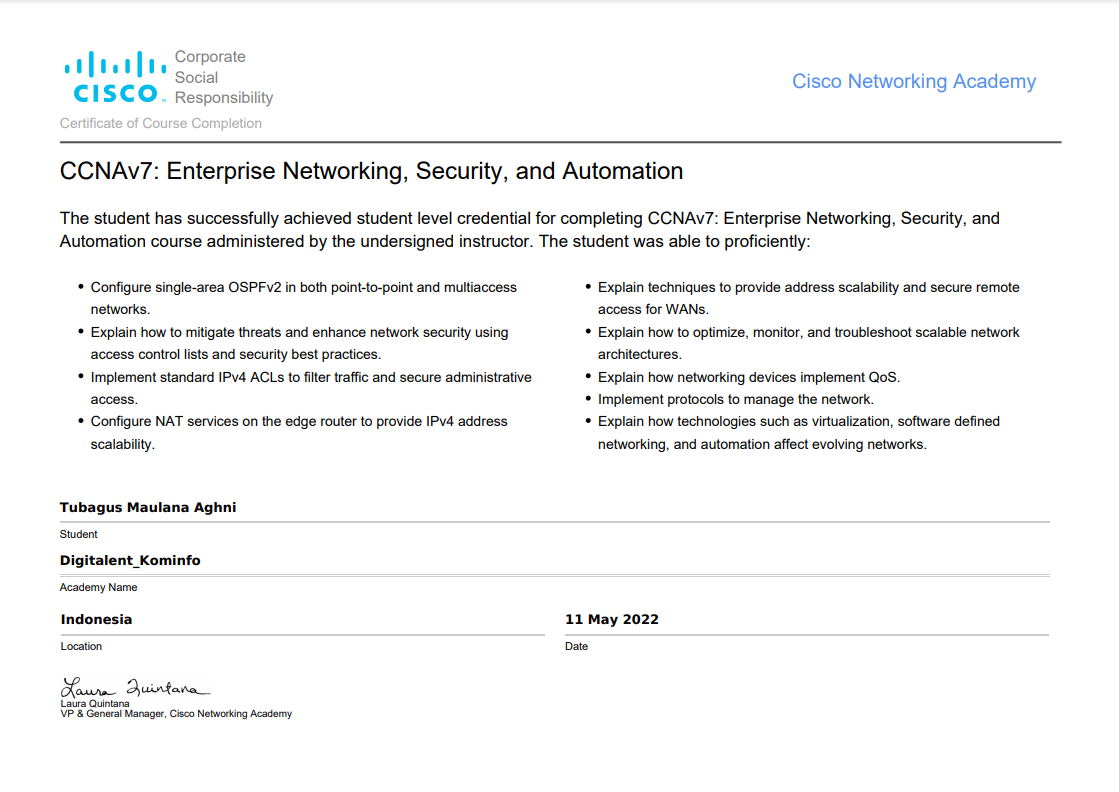 Corporate
Social
CISCO Responsibility
Cisco Networking Academy
Certificate of Course Completion
CCNAv7: Enterprise Networking, Security, and Automation
The student has successfully achieved student level credential for completing CCNAv7: Enterprise Networking, Security, and
Automation course administered by the undersigned instructor. The student was able to proficiently:
• Configure single-area OSPFv2 in both point-to-point and multiaccess
networks.
• Explain how to mitigate threats and enhance network security using
access control lists and security best practices.
• Implement standard IPv4 ACLs to filter traffic and secure administrative
access.
• Configure NAT services on the edge router to provide IPv4 address
scalability.
• Explain techniques to provide address scalability and secure remote
access for WANs.
• Explain how to optimize, monitor, and troubleshoot scalable network
architectures.
• Explain how networking devices implement QoS.
• Implement protocols to manage the network.
• Explain how technologies such as virtualization, software defined
networking, and automation affect evolving networks.
Tubagus Maulana Aghni
Student
Digitalent_Kominfo
Academy Name
Indonesia
Location
11 May 2022
Date
Laura Quintana
Laura Quintana
VP & General Manager, Cisco Networking Academy